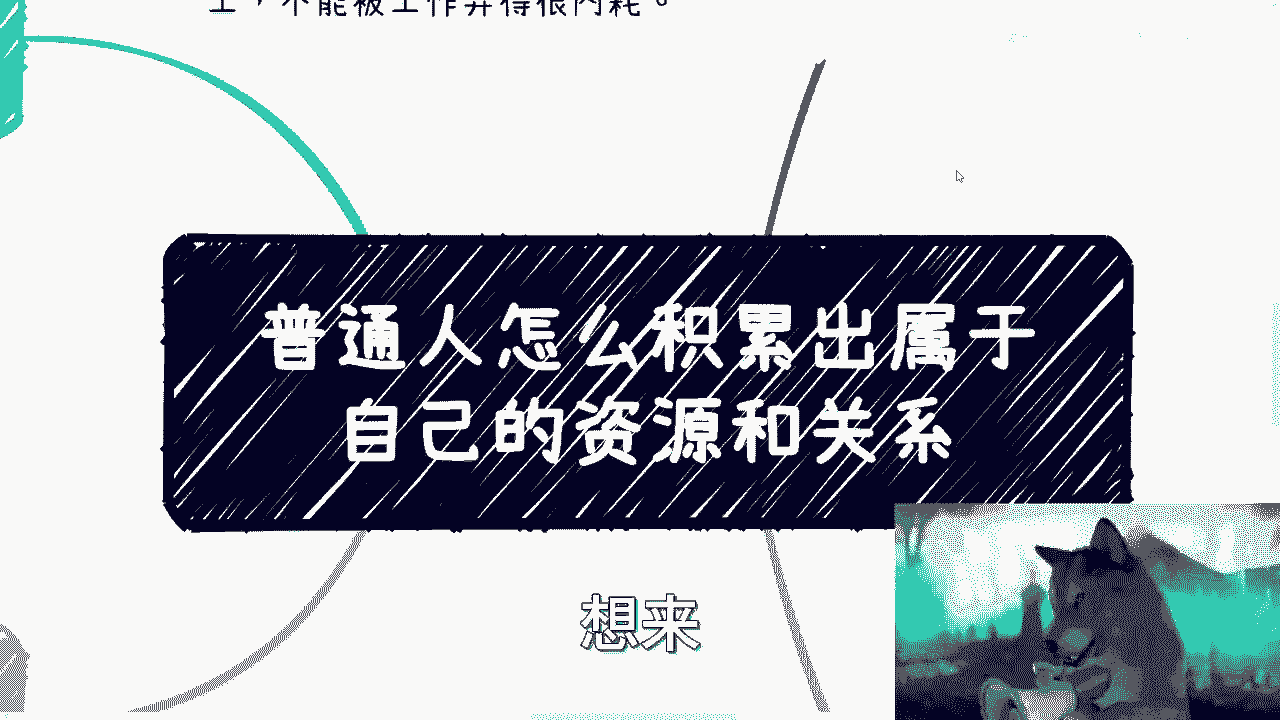 上，不能被工作弄得很内耗。
普通人怎么积累出属于
自己的资源和关系
想来